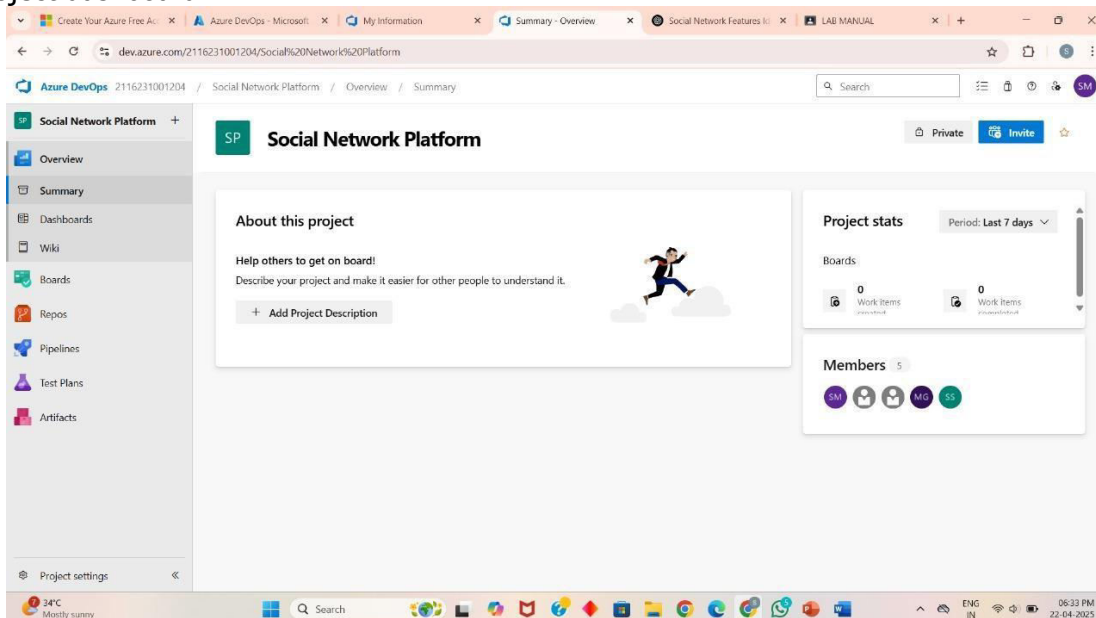 Create Your Azure Free Ac
Azure DevOps - Microsoft
My Information
Summary - Overview
Social Network Features
LAB MANUAL
dev.azure.com/2116231001204/Social%20Network%20Platform
S
Azure DevOps 2116231001204 / Social Network Platform / Overview / Summary
Search
SM
SP Social Network Platform +
SP Social Network Platform
Private
Invite
Overview
Summary
Dashboards
Wiki
Boards
Repos
Pipelines
Test Plans
Artifacts
About this project
Help others to get on board!
Describe your project and make it easier for other people to understand it.
+ Add Project Description
Project stats
Period: Last 7 days
Boards
0
Work items
created
0
Work items
completed
Members 5
SM MG SS
Project settings
34°C
Mostly sunny
Search
ENG
IN
06:33 PM
22-04-2025